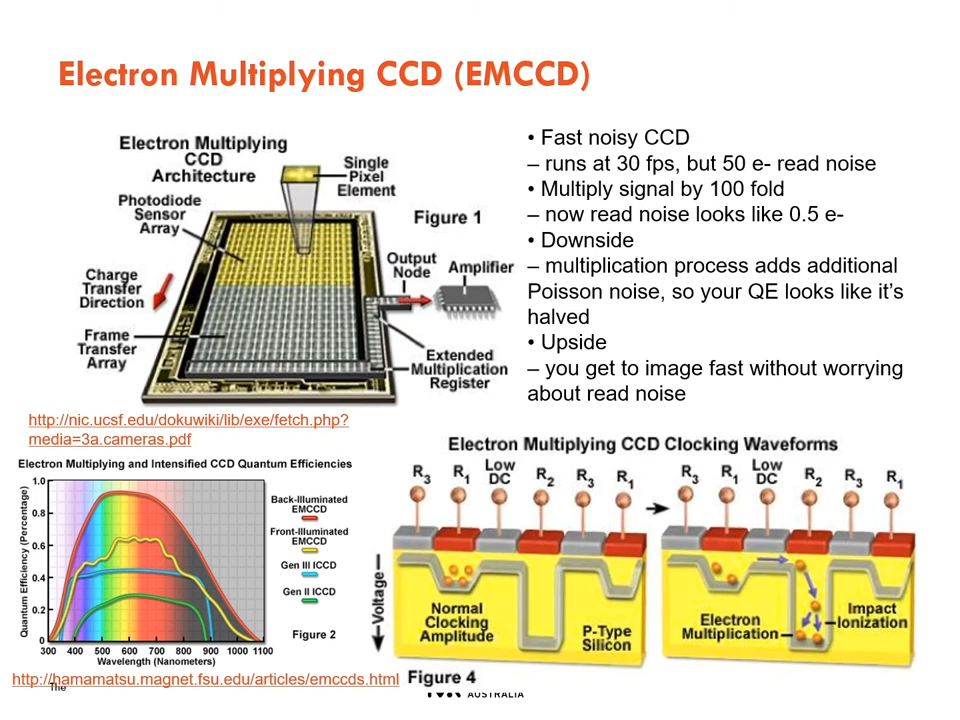 Electron Multiplying CCD (EMCCD)
Electron Multiplying
CCD
Architecture
Single
Pixel
Element
Photodiode
Sensor
Array
Figure 1
Charge
Transfer
Direction
Output
Node
Amplifier
Frame
Transfer
Array
Extended
Multiplication
Register
• Fast noisy CCD
– runs at 30 fps, but 50 e- read noise
• Multiply signal by 100 fold
– now read noise looks like 0.5 e-
• Downside
– multiplication process adds additional
Poisson noise, so your QE looks like it's
halved
• Upside
– you get to image fast without worrying
about read noise
http://nic.ucsf.edu/dokuwiki/lib/exe/fetch.php?
media=3a.cameras.pdf
Electron Multiplying and Intensified CCD Quantum Efficiencies
Quantum Efficiency (Percentage)
1.0
0.8
0.6
0.4
0.2
0
300 400 500 600 700 800 900 1000 1100
Wavelength (Nanometers)
Back-Illuminated
EMCCD
Front-Illuminated
EMCCD
Gen III ICCD
Gen II ICCD
Figure 2
http://hamamatsu.magnet.fsu.edu/articles/emccds.html
The
Electron Multiplying CCD Clocking Waveforms
R3 R1 Low DC R2 R3 R1
R3 R1 Low DC R2 R3 R1
Voltage
Normal
Clocking
Amplitude
P-Type
Silicon
Electron
Multiplication
Impact
Ionization
Figure 4
AUSTRALIA